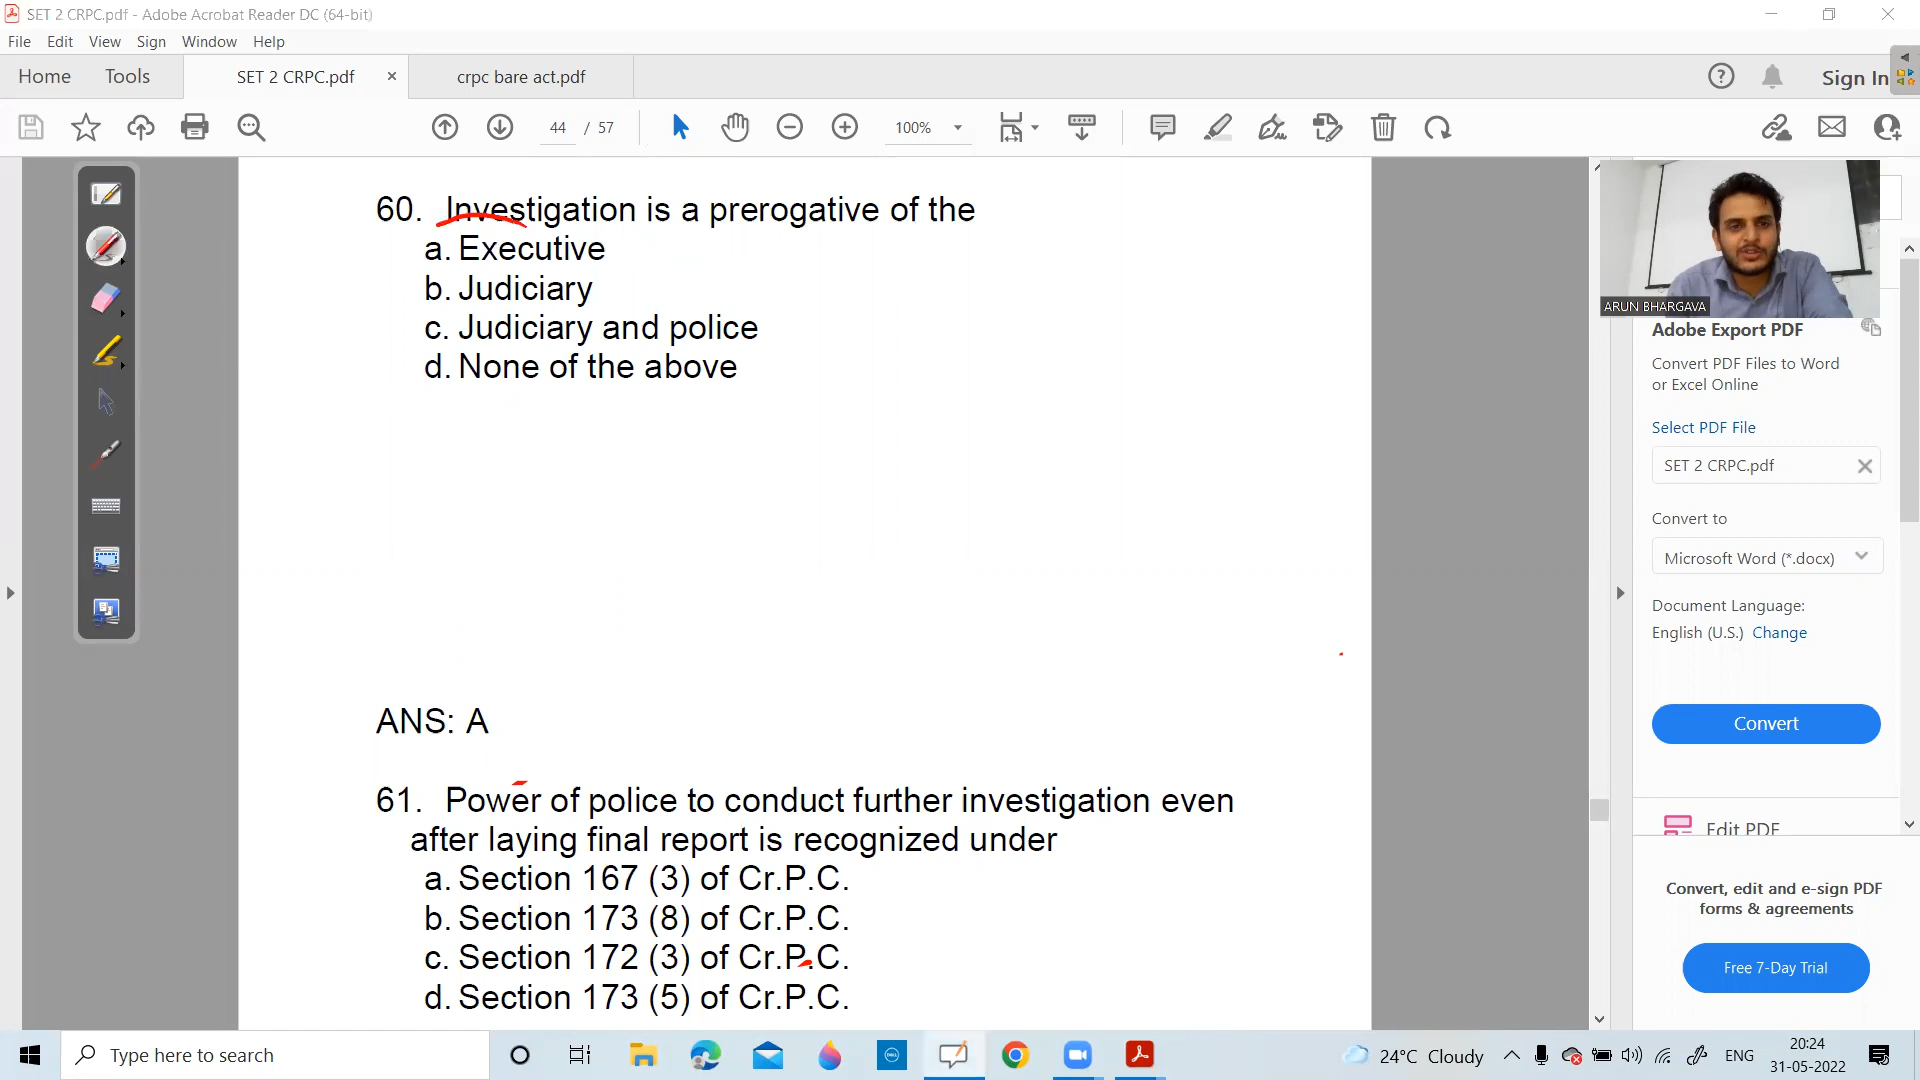 SET 2 CRPC.pdf - Adobe Acrobat Reader DC (64-bit)
File Edit View Sign Window Help
Home Tools SET 2 CRPC.pdf × crpc bare act.pdf Sign In
44 / 57 100%
60. Investigation is a prerogative of the
a. Executive
b. Judiciary
c. Judiciary and police
d. None of the above
ANS: A
61. Power of police to conduct further investigation even
after laying final report is recognized under
a. Section 167 (3) of Cr.P.C.
b. Section 173 (8) of Cr.P.C.
c. Section 172 (3) of Cr.P.C.
d. Section 173 (5) of Cr.P.C.
ARUN BHARGAVA
Adobe Export PDF
Convert PDF Files to Word
or Excel Online
Select PDF File
SET 2 CRPC.pdf
Convert to
Microsoft Word (*.docx)
Document Language:
English (U.S.) Change
Convert
Edit PDF
Convert, edit and e-sign PDF
forms & agreements
Free 7-Day Trial
Type here to search
DELL
24°C Cloudy
ENG
20:24
31-05-2022